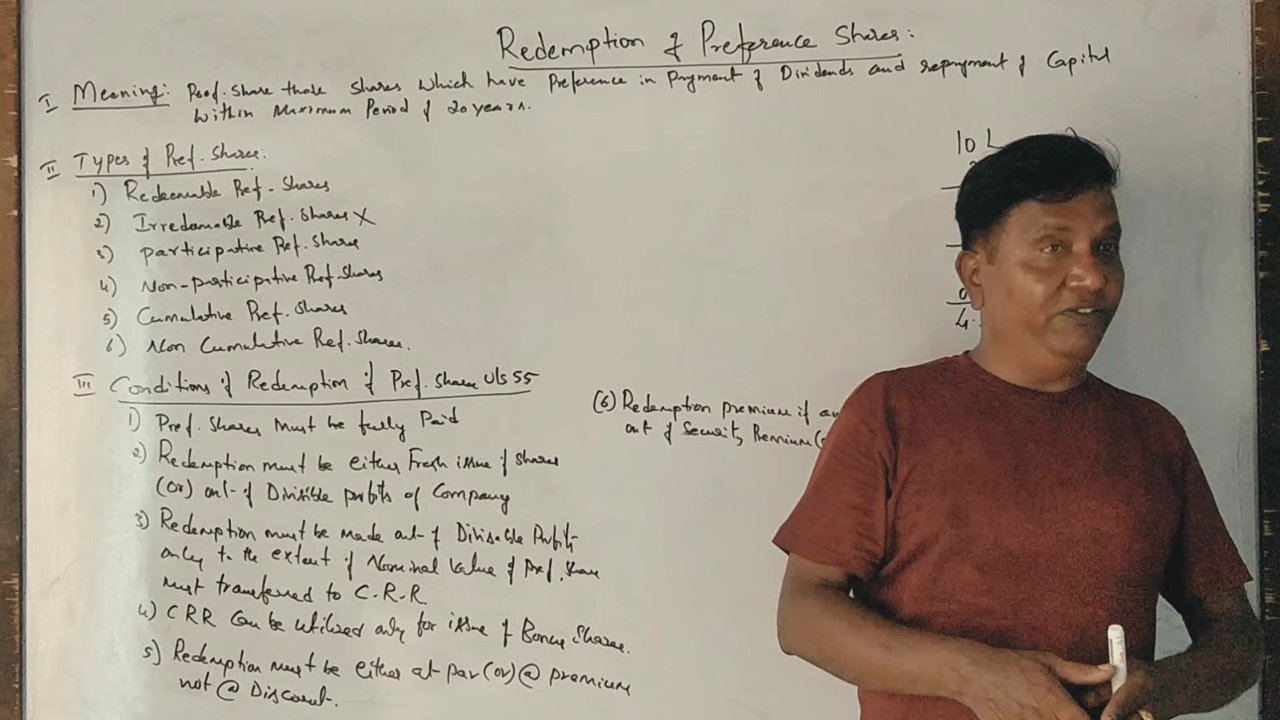 Redemption of Preference Shares:
I Meaning: Pref. Share those Shares which have Preference in Payment of Dividends and repayment of Capital
within Maximum Period of 20 years.
II Types of Pref. Shares:
1) Redeemable Pref. Shares
2) Irredamable Pref. Shares X
3) participative Pref. Shares
4) Non-participative Pref. Shares
5) Cumulative Pref. Shares
6) Non Cumulative Pref. Shares.
III Conditions of Redemption of Pref. Share U/s 55
1) Pref. Shares Must be fully Paid
2) Redemption must be either Fresh issue of shares
(or) out of Divisible profits of Company
3) Redemption must be made out of Divisable Profits
only to the extent of Nominal Value of Pref. Share
must transferred to C.R.R.
4) CRR can be utilized only for issue of Bonus Shares.
5) Redemption must be either at par (or) @ premium
not @ Discount.
(6) Redemption premium if
out of Security Premium
10 L
4.